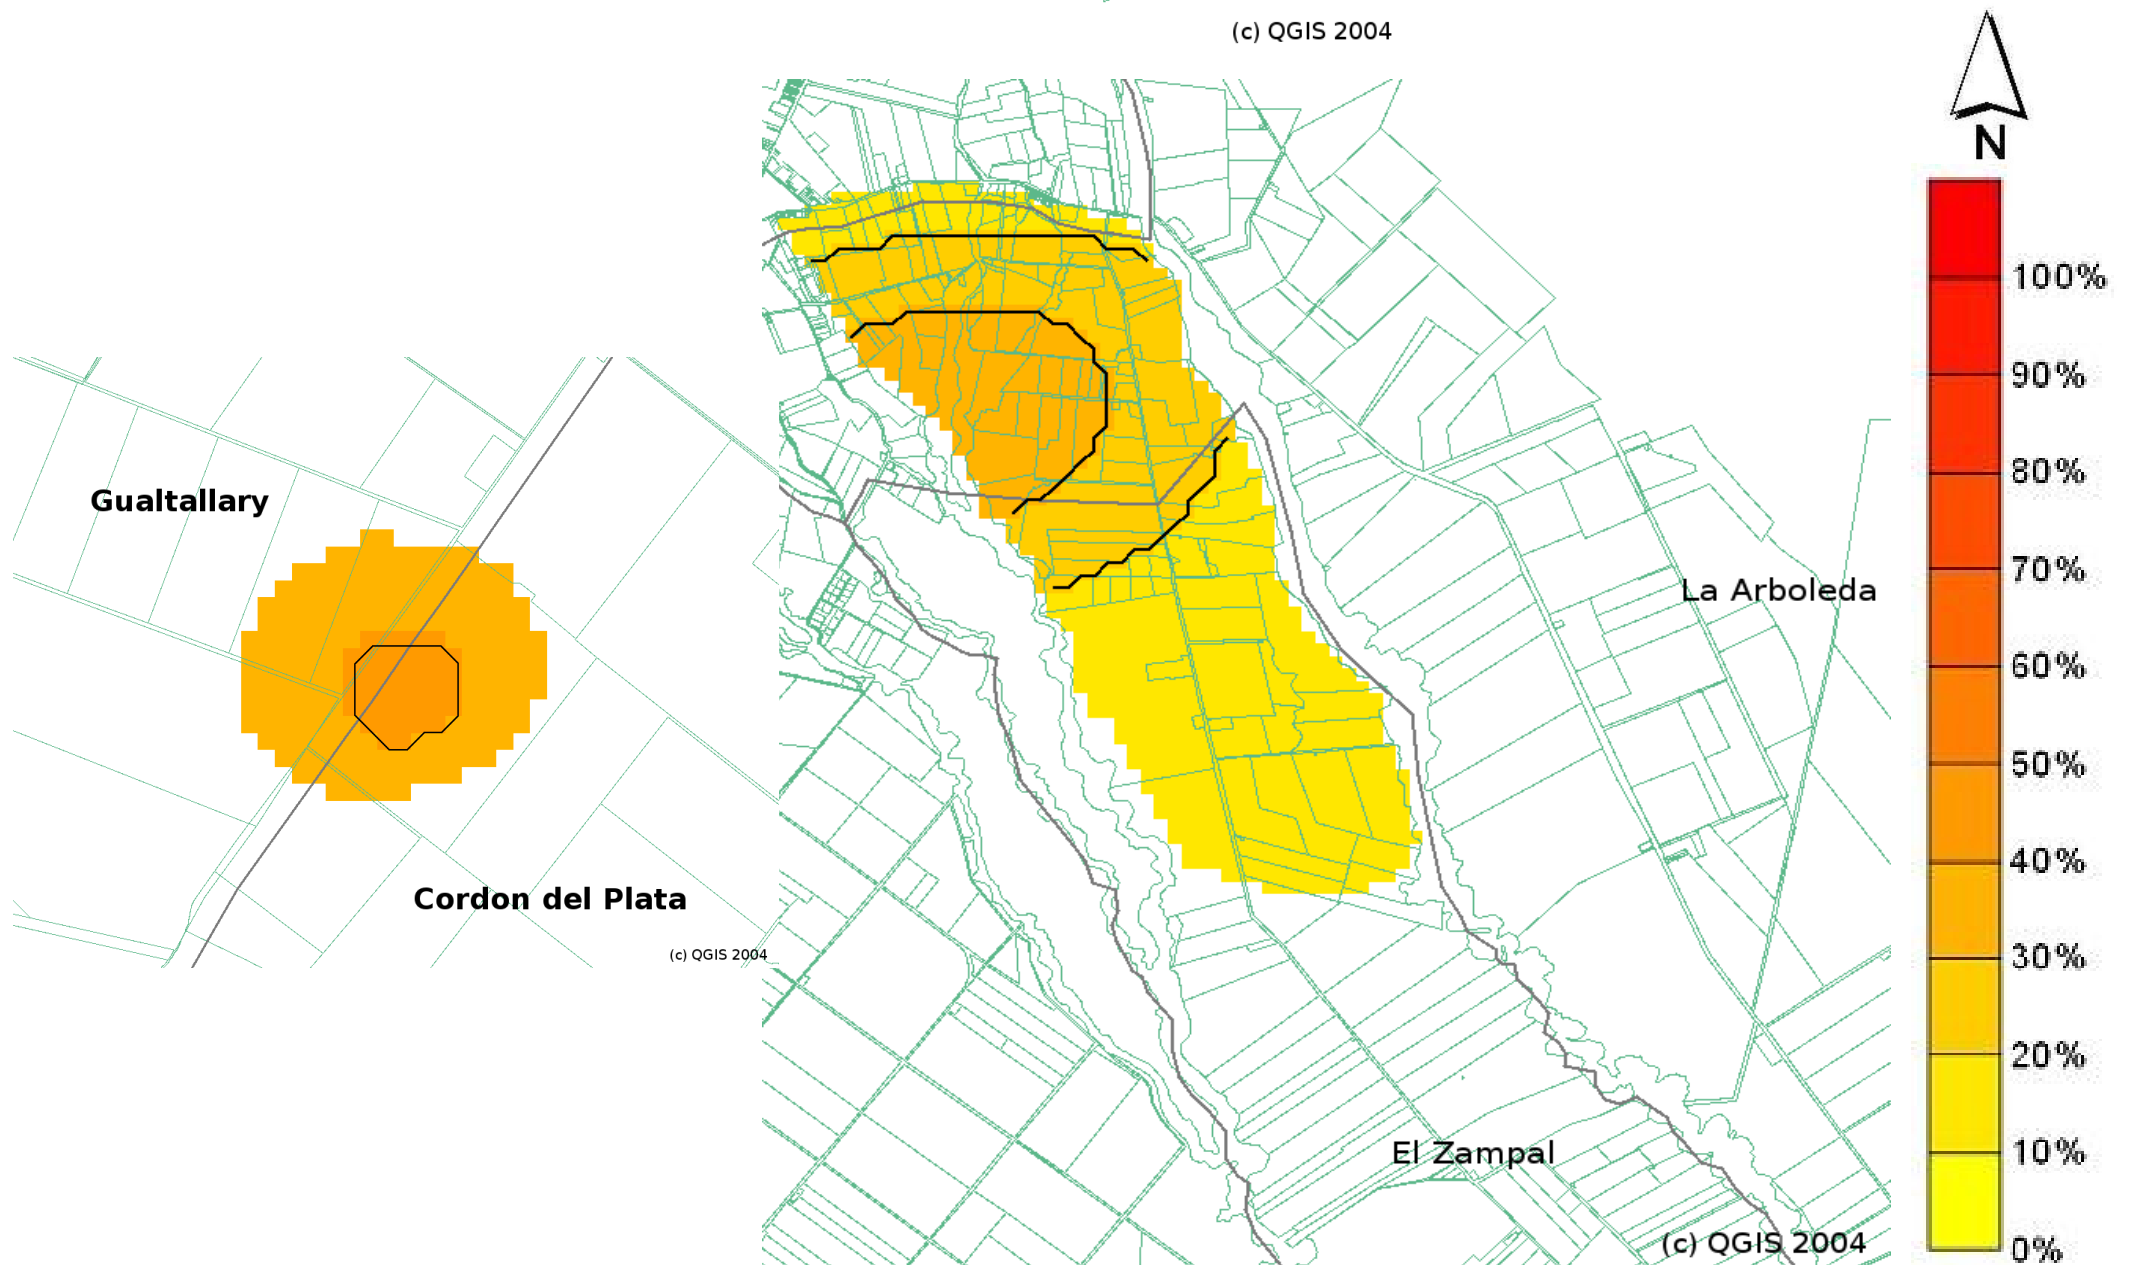 (c) QGIS 2004
N
100%
90%
80%
70%
60%
50%
40%
30%
20%
10%
0%
Gualtallary
La Arboleda
Cordon del Plata
(c) QGIS 2004
El Zampal
(c) QGIS 2004